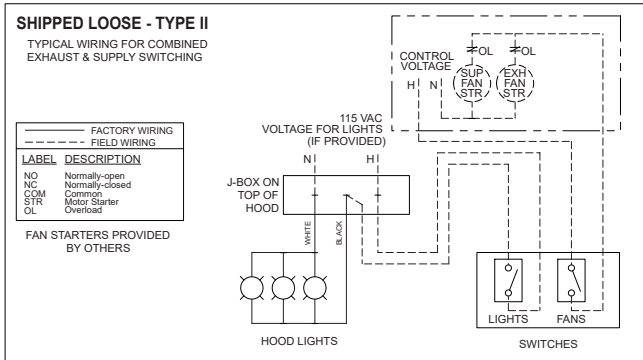 SHIPPED LOOSE - TYPE II
TYPICAL WIRING FOR COMBINED
EXHAUST & SUPPLY SWITCHING
FACTORY WIRING
FIELD WIRING
LABEL DESCRIPTION
NO Normally-open
NC Normally-closed
COM Common
STR Motor Starter
OL Overload
FAN STARTERS PROVIDED
BY OTHERS
CONTROL
VOLTAGE
H N
OL
OL
SUP
FAN
STR
EXH
FAN
STR
115 VAC
VOLTAGE FOR LIGHTS
(IF PROVIDED)
N H
J-BOX ON
TOP OF
HOOD
WHITE
BLACK
HOOD LIGHTS
LIGHTS FANS
SWITCHES